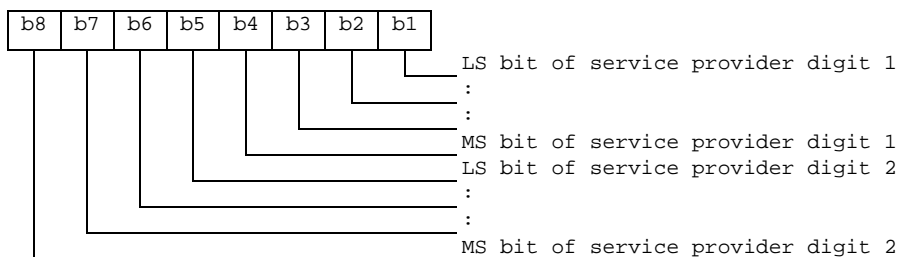 b8 b7 b6 b5 b4 b3 b2 b1
LS bit of service provider digit 1
:
:
MS bit of service provider digit 1
LS bit of service provider digit 2
:
:
MS bit of service provider digit 2